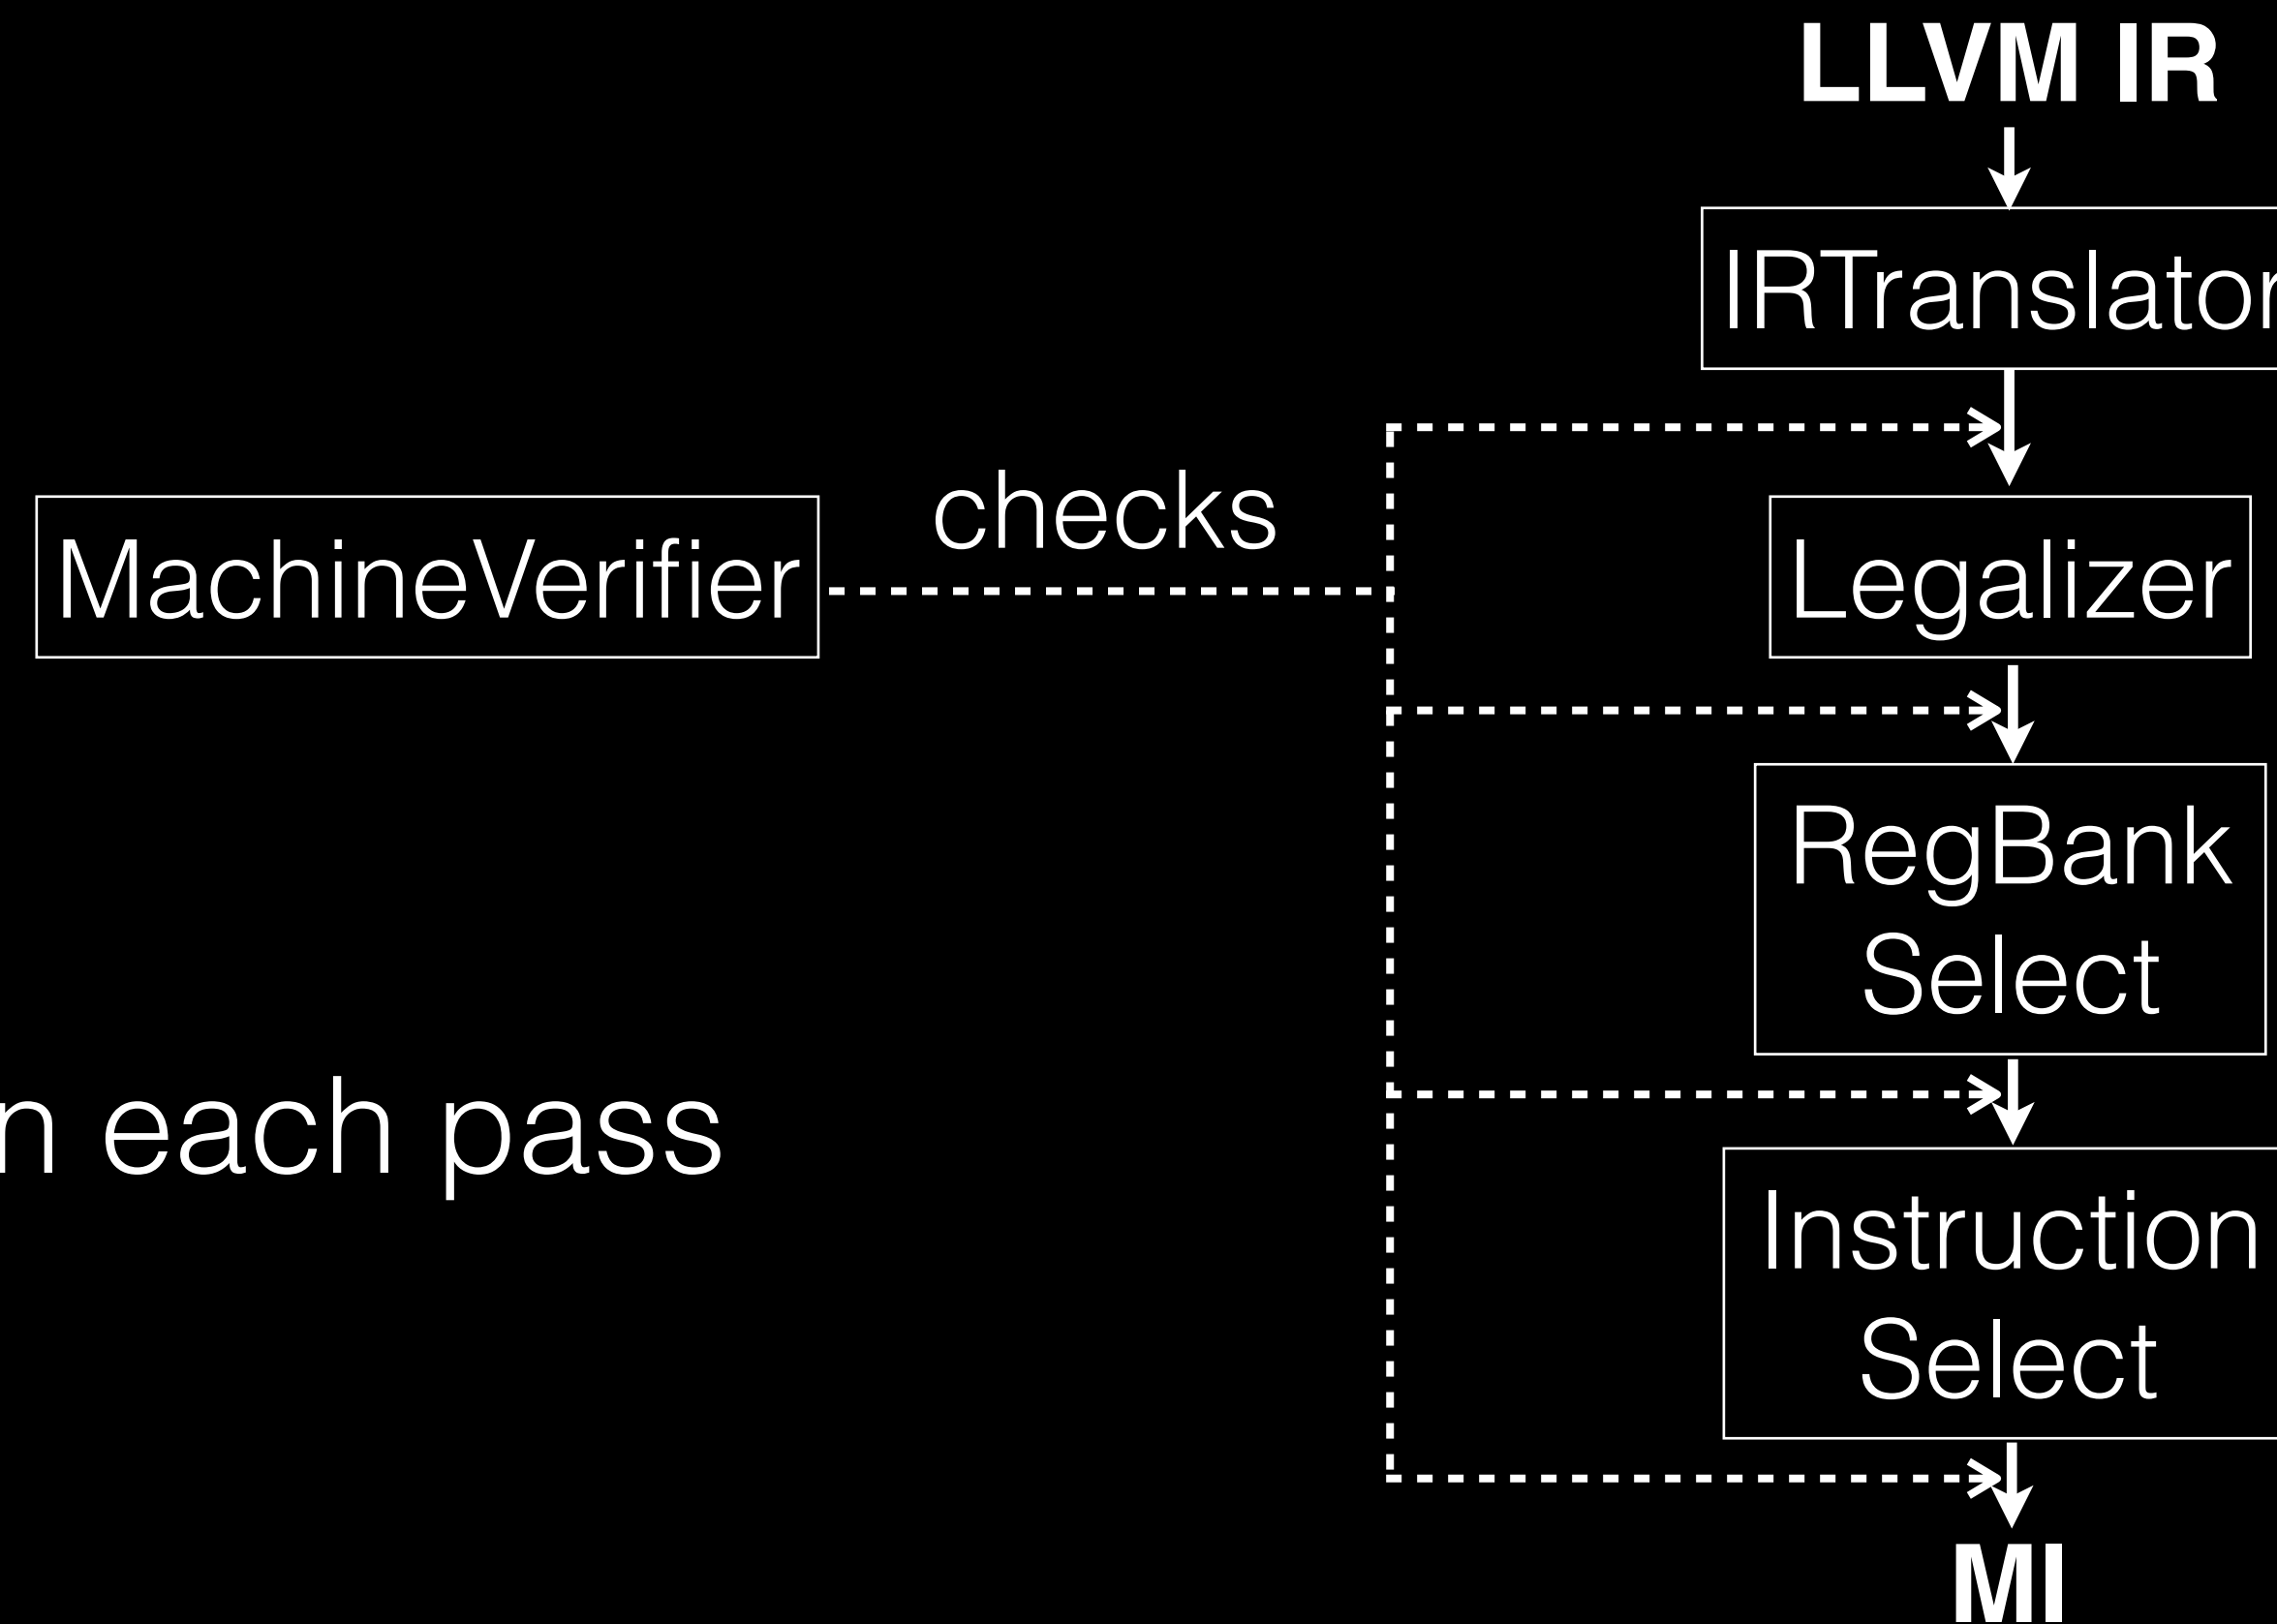 LLVM IR
IRTranslator
checks
MachineVerifier
Legalizer
RegBank
Select
n each pass
Instruction
Select
MI